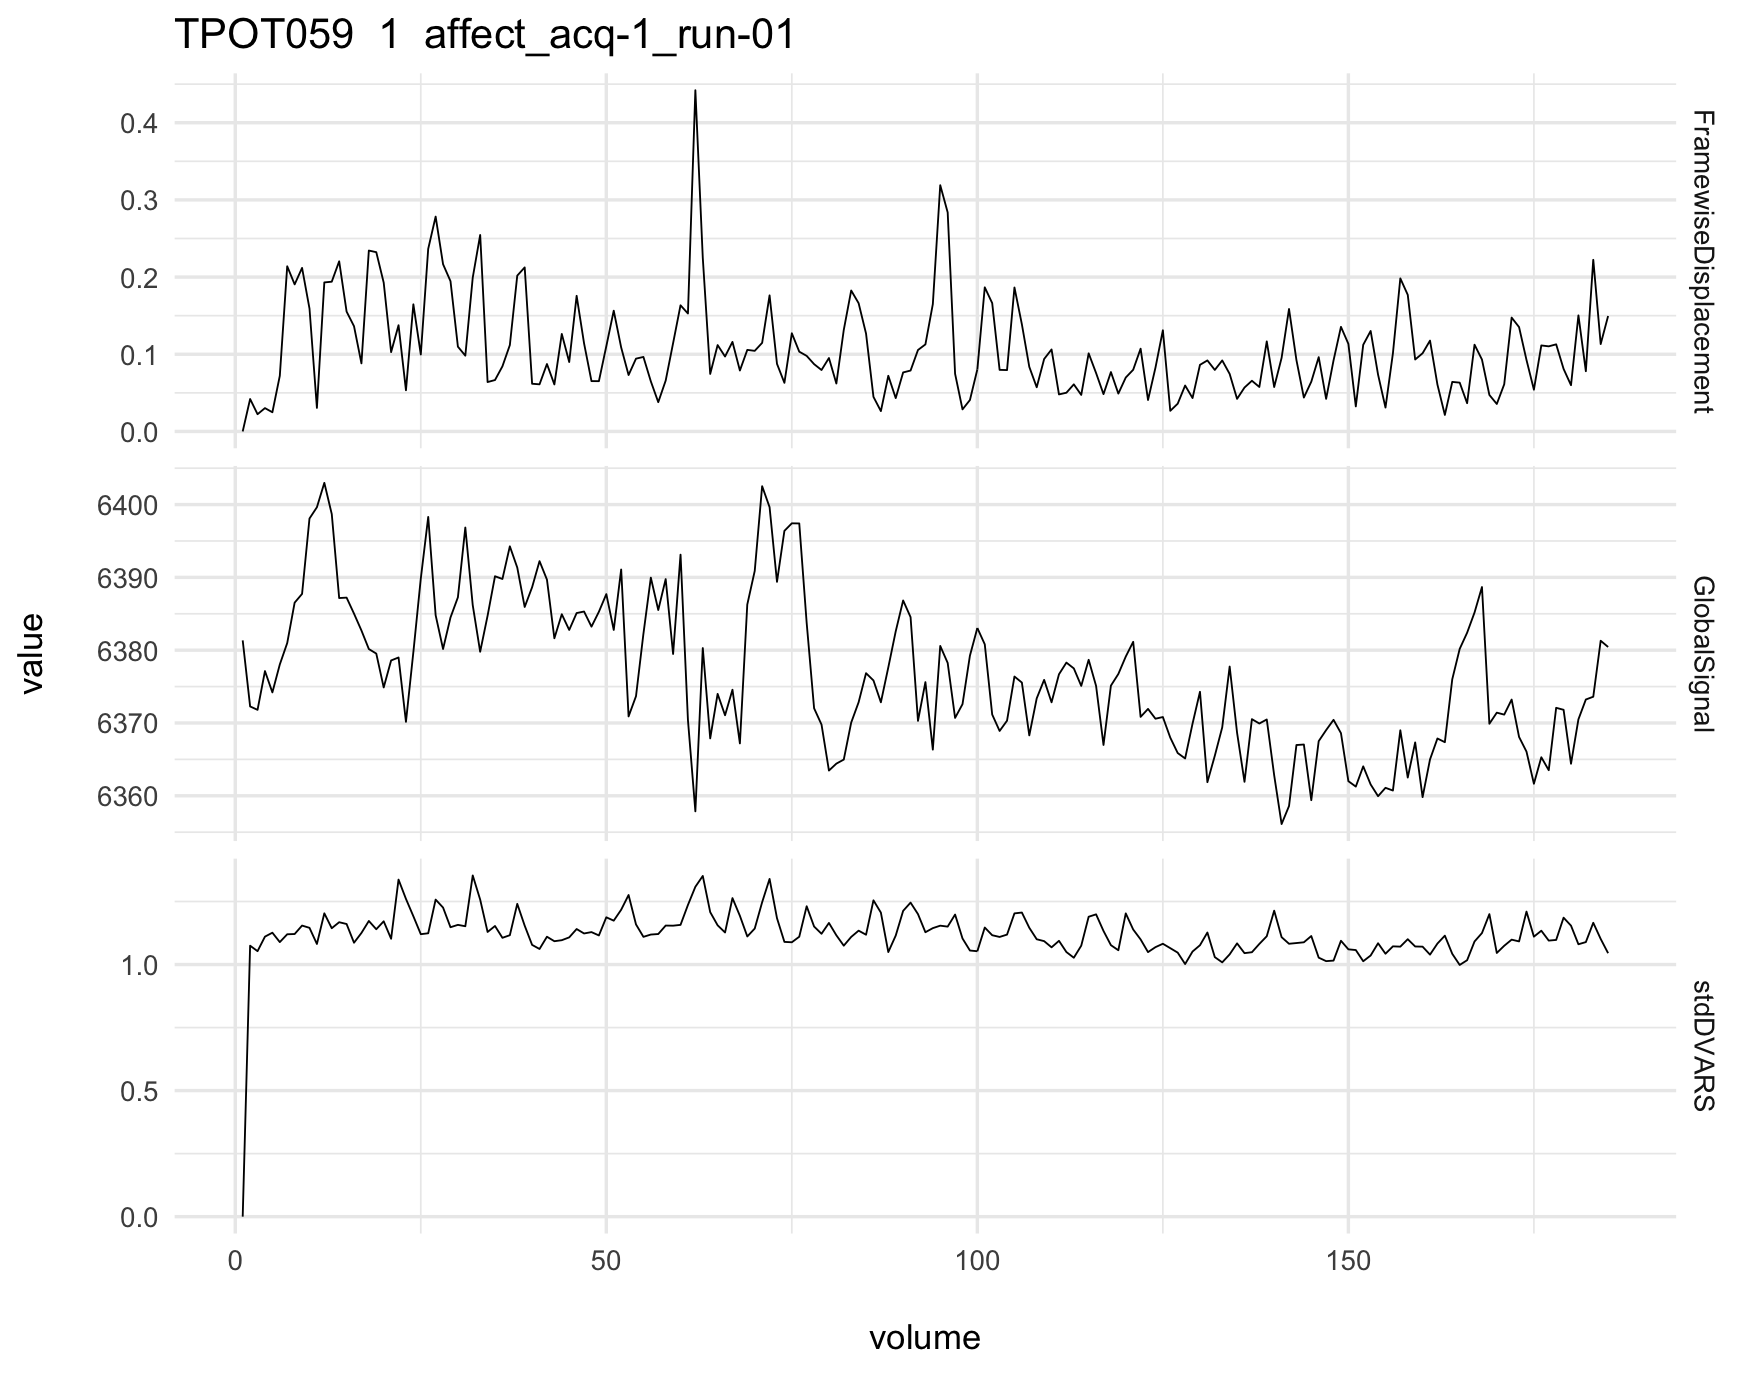 TPOT059 1 affect_acq-1_run-01
0.4
0.3
0.2
0.1
0.0
FramewiseDisplacement
6400
6390
6380
6370
6360
GlobalSignal
1.0
0.5
0.0
stdDVARS
value
0 50 100 150
volume